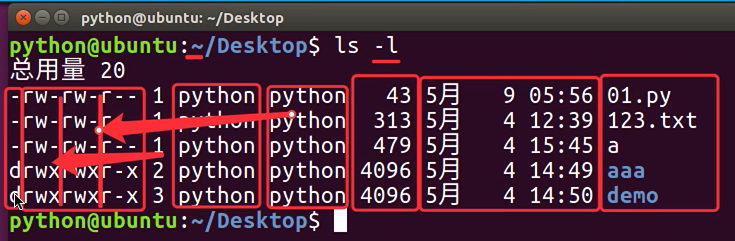 python@ubuntu: ~/Desktop
python@ubuntu:~/Desktop$ ls -l
总用量 20
-rw-rw-r-- 1 python python 43 5月 9 05:56 01.py
-rw-rw-r-- 1 python python 313 5月 4 12:39 123.txt
-rw-rw-r-- 1 python python 479 5月 4 15:45 a
drwxrwxr-x 2 python python 4096 5月 4 14:49 aaa
drwxrwxr-x 3 python python 4096 5月 4 14:50 demo
python@ubuntu:~/Desktop$